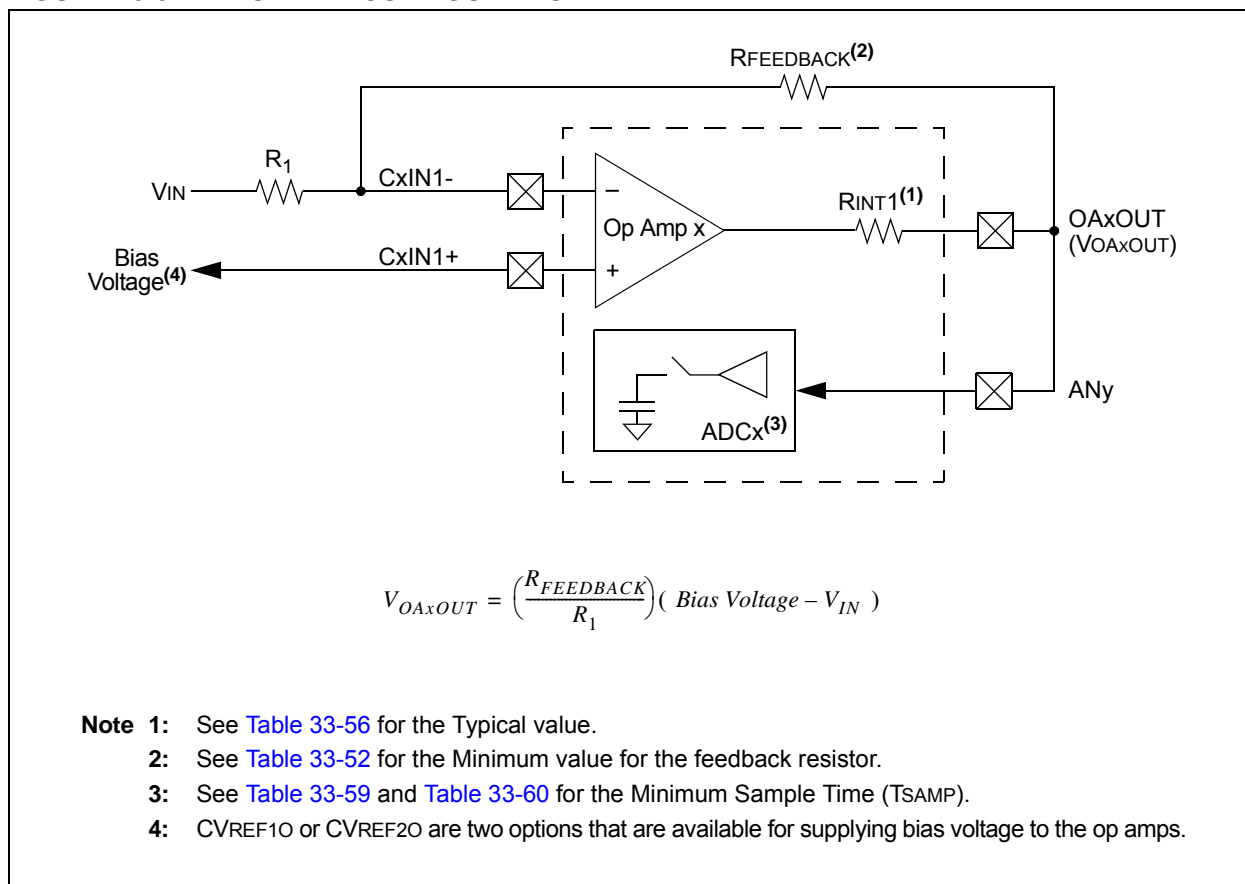 RFEEDBACK(2)
R1
VIN
CxIN1-
–
Op Amp x
RINT1(1)
OAxOUT
(VOAXOUT)
Bias
Voltage(4)
CxIN1+
+
ADCx(3)
ANy
VOAxOUT = (RFEEDBACK / R1)( Bias Voltage – VIN )
Note 1: See Table 33-56 for the Typical value.
2: See Table 33-52 for the Minimum value for the feedback resistor.
3: See Table 33-59 and Table 33-60 for the Minimum Sample Time (TSAMP).
4: CVREF1O or CVREF2O are two options that are available for supplying bias voltage to the op amps.